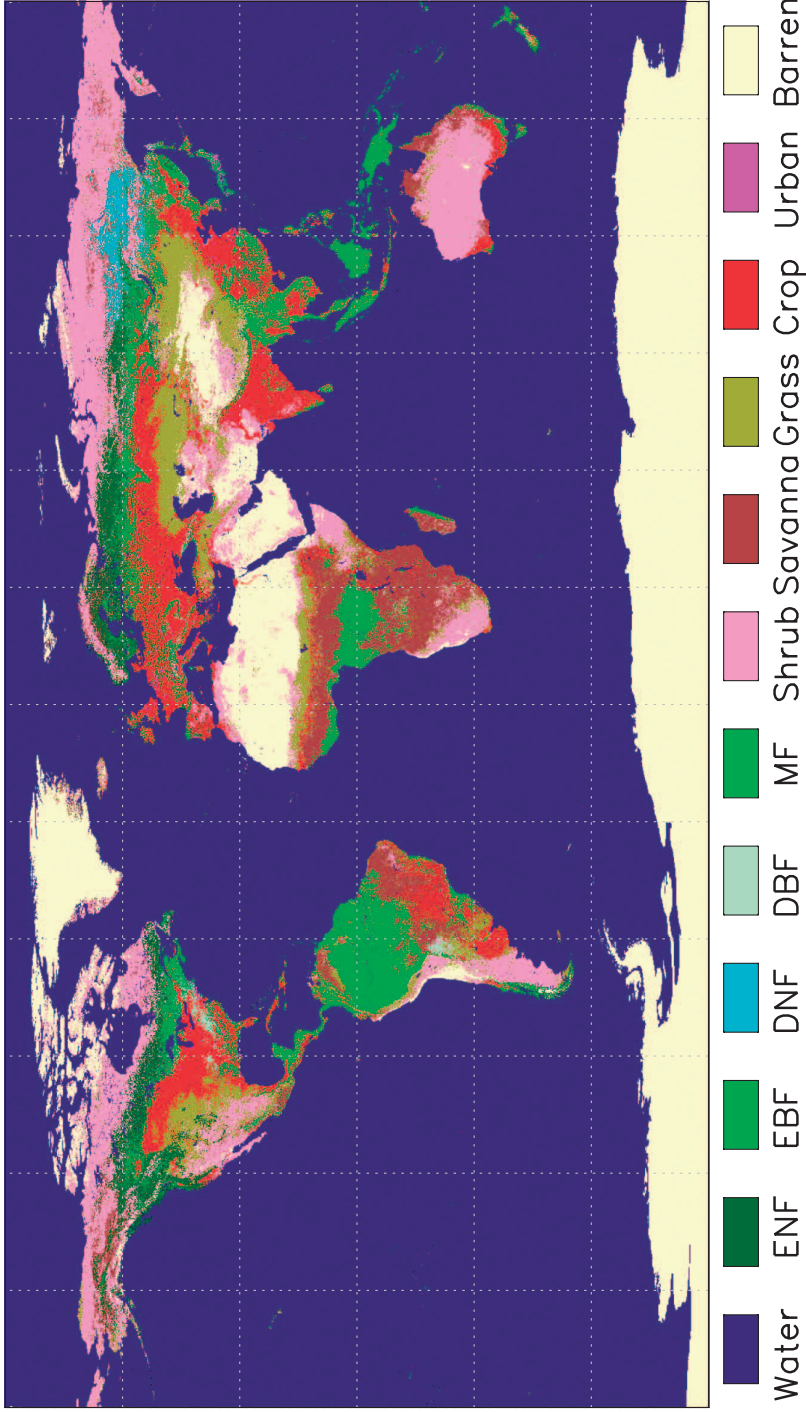 Water
ENF
EBF
DNF
DBF
MF
Shrub
Savanna
Grass
Crop
Urban
Barren